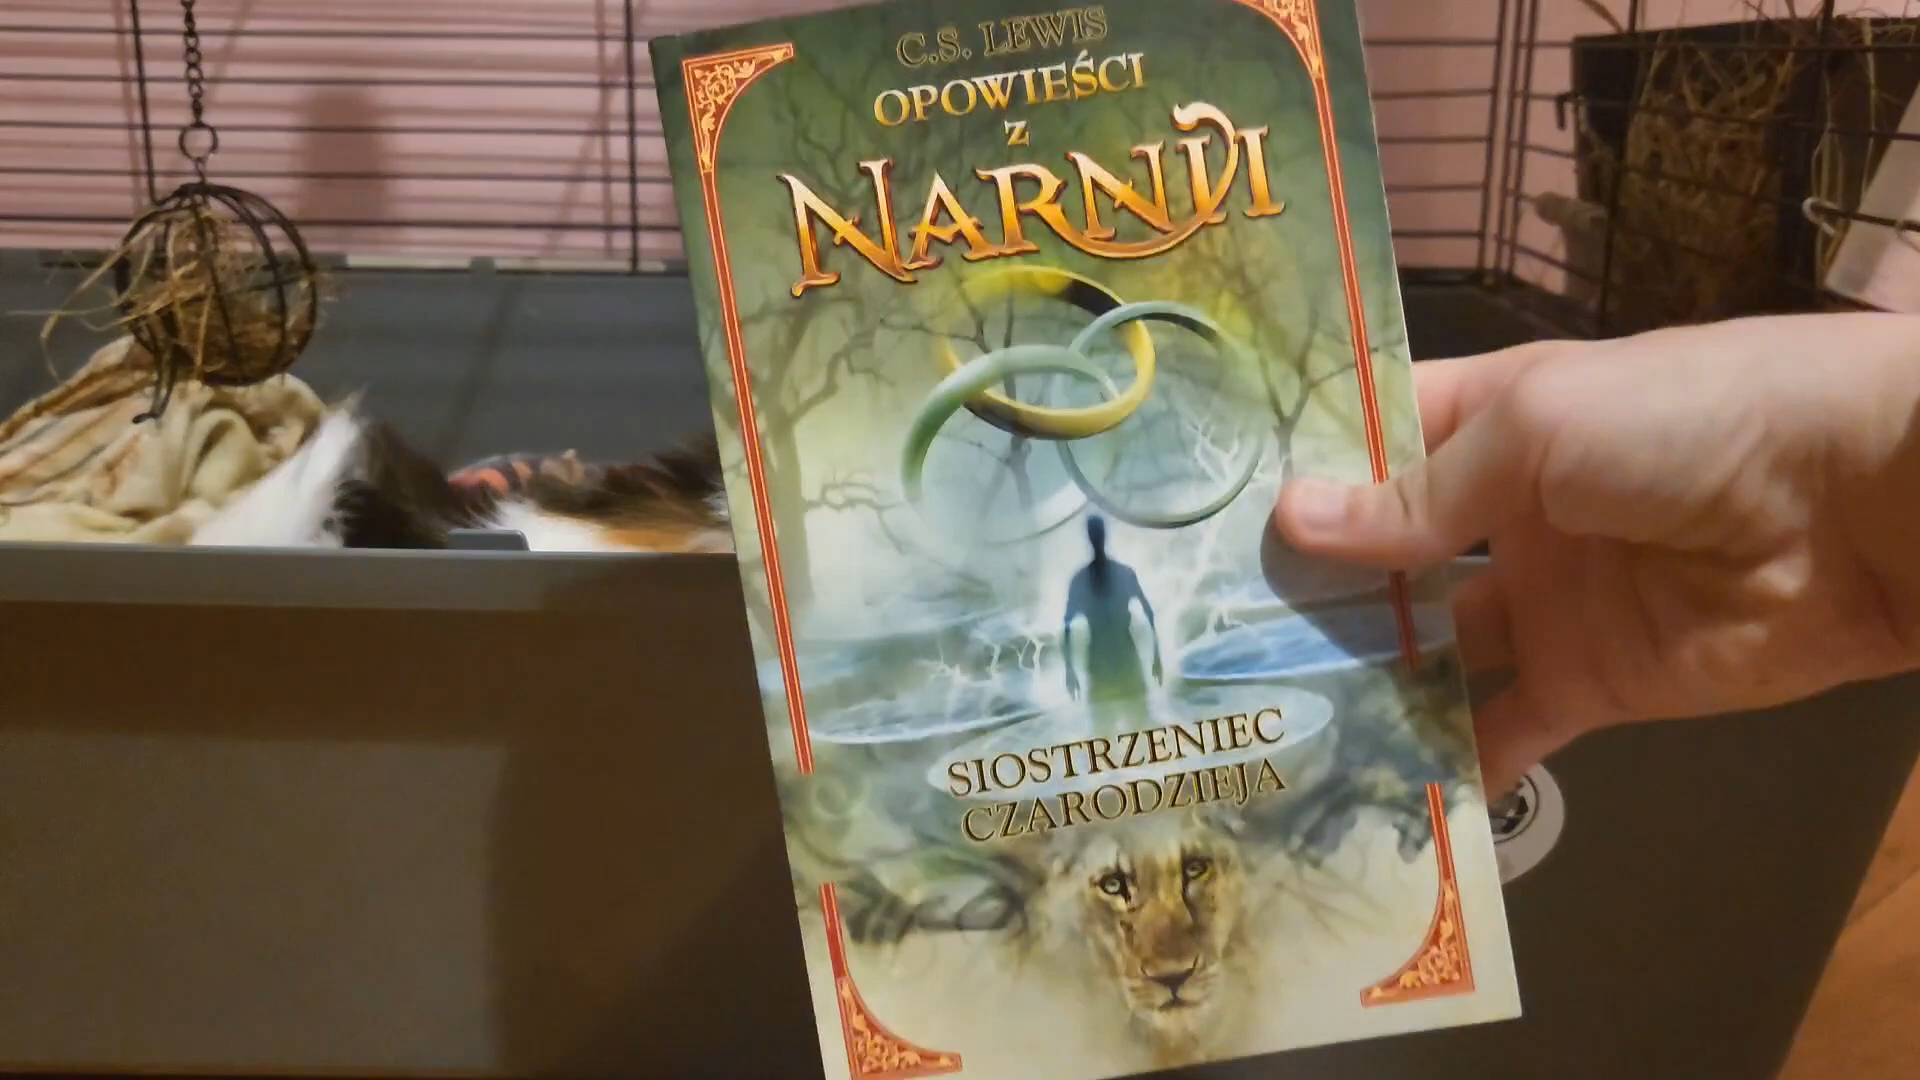 C.S. LEWIS
OPOWIEŚCI
Z
NARNII
SIOSTRZENIEC
CZARODZIEJA